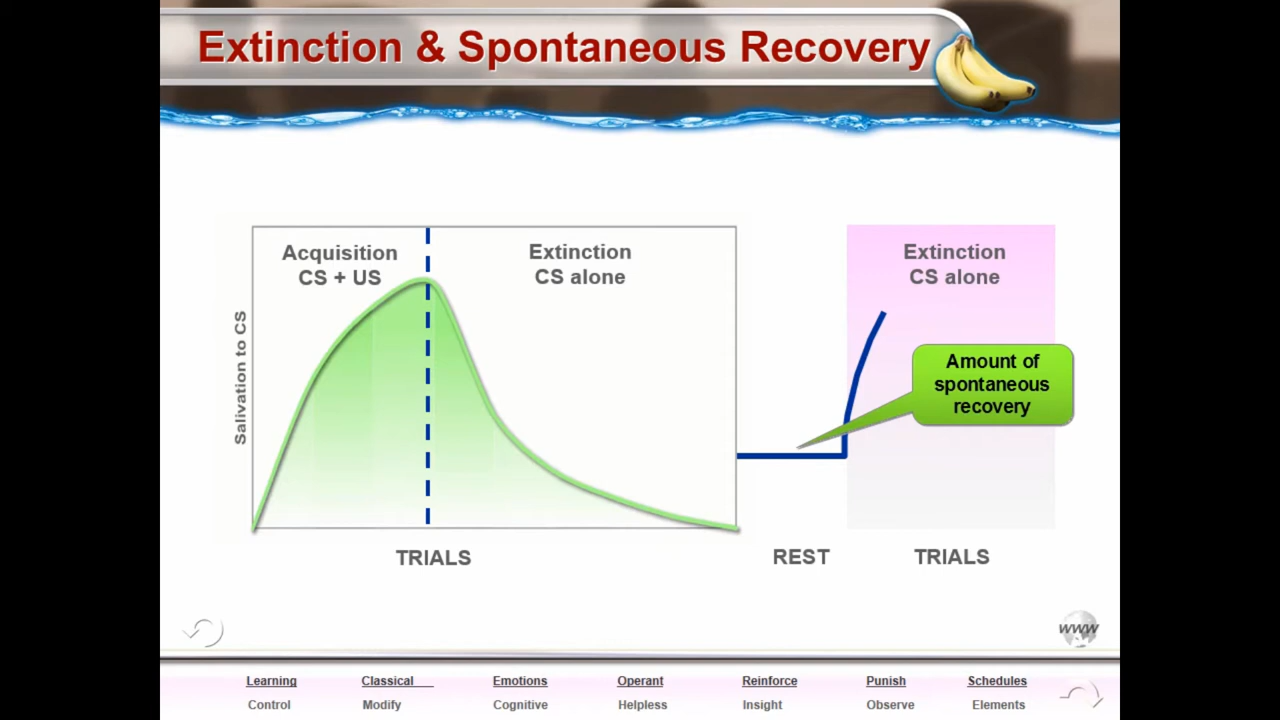 Extinction & Spontaneous Recovery
Acquisition
CS + US
Extinction
CS alone
Extinction
CS alone
Salivation to CS
Amount of
spontaneous
recovery
TRIALS
REST
TRIALS
www
Learning
Classical
Emotions
Operant
Reinforce
Punish
Schedules
Control
Modify
Cognitive
Helpless
Insight
Observe
Elements